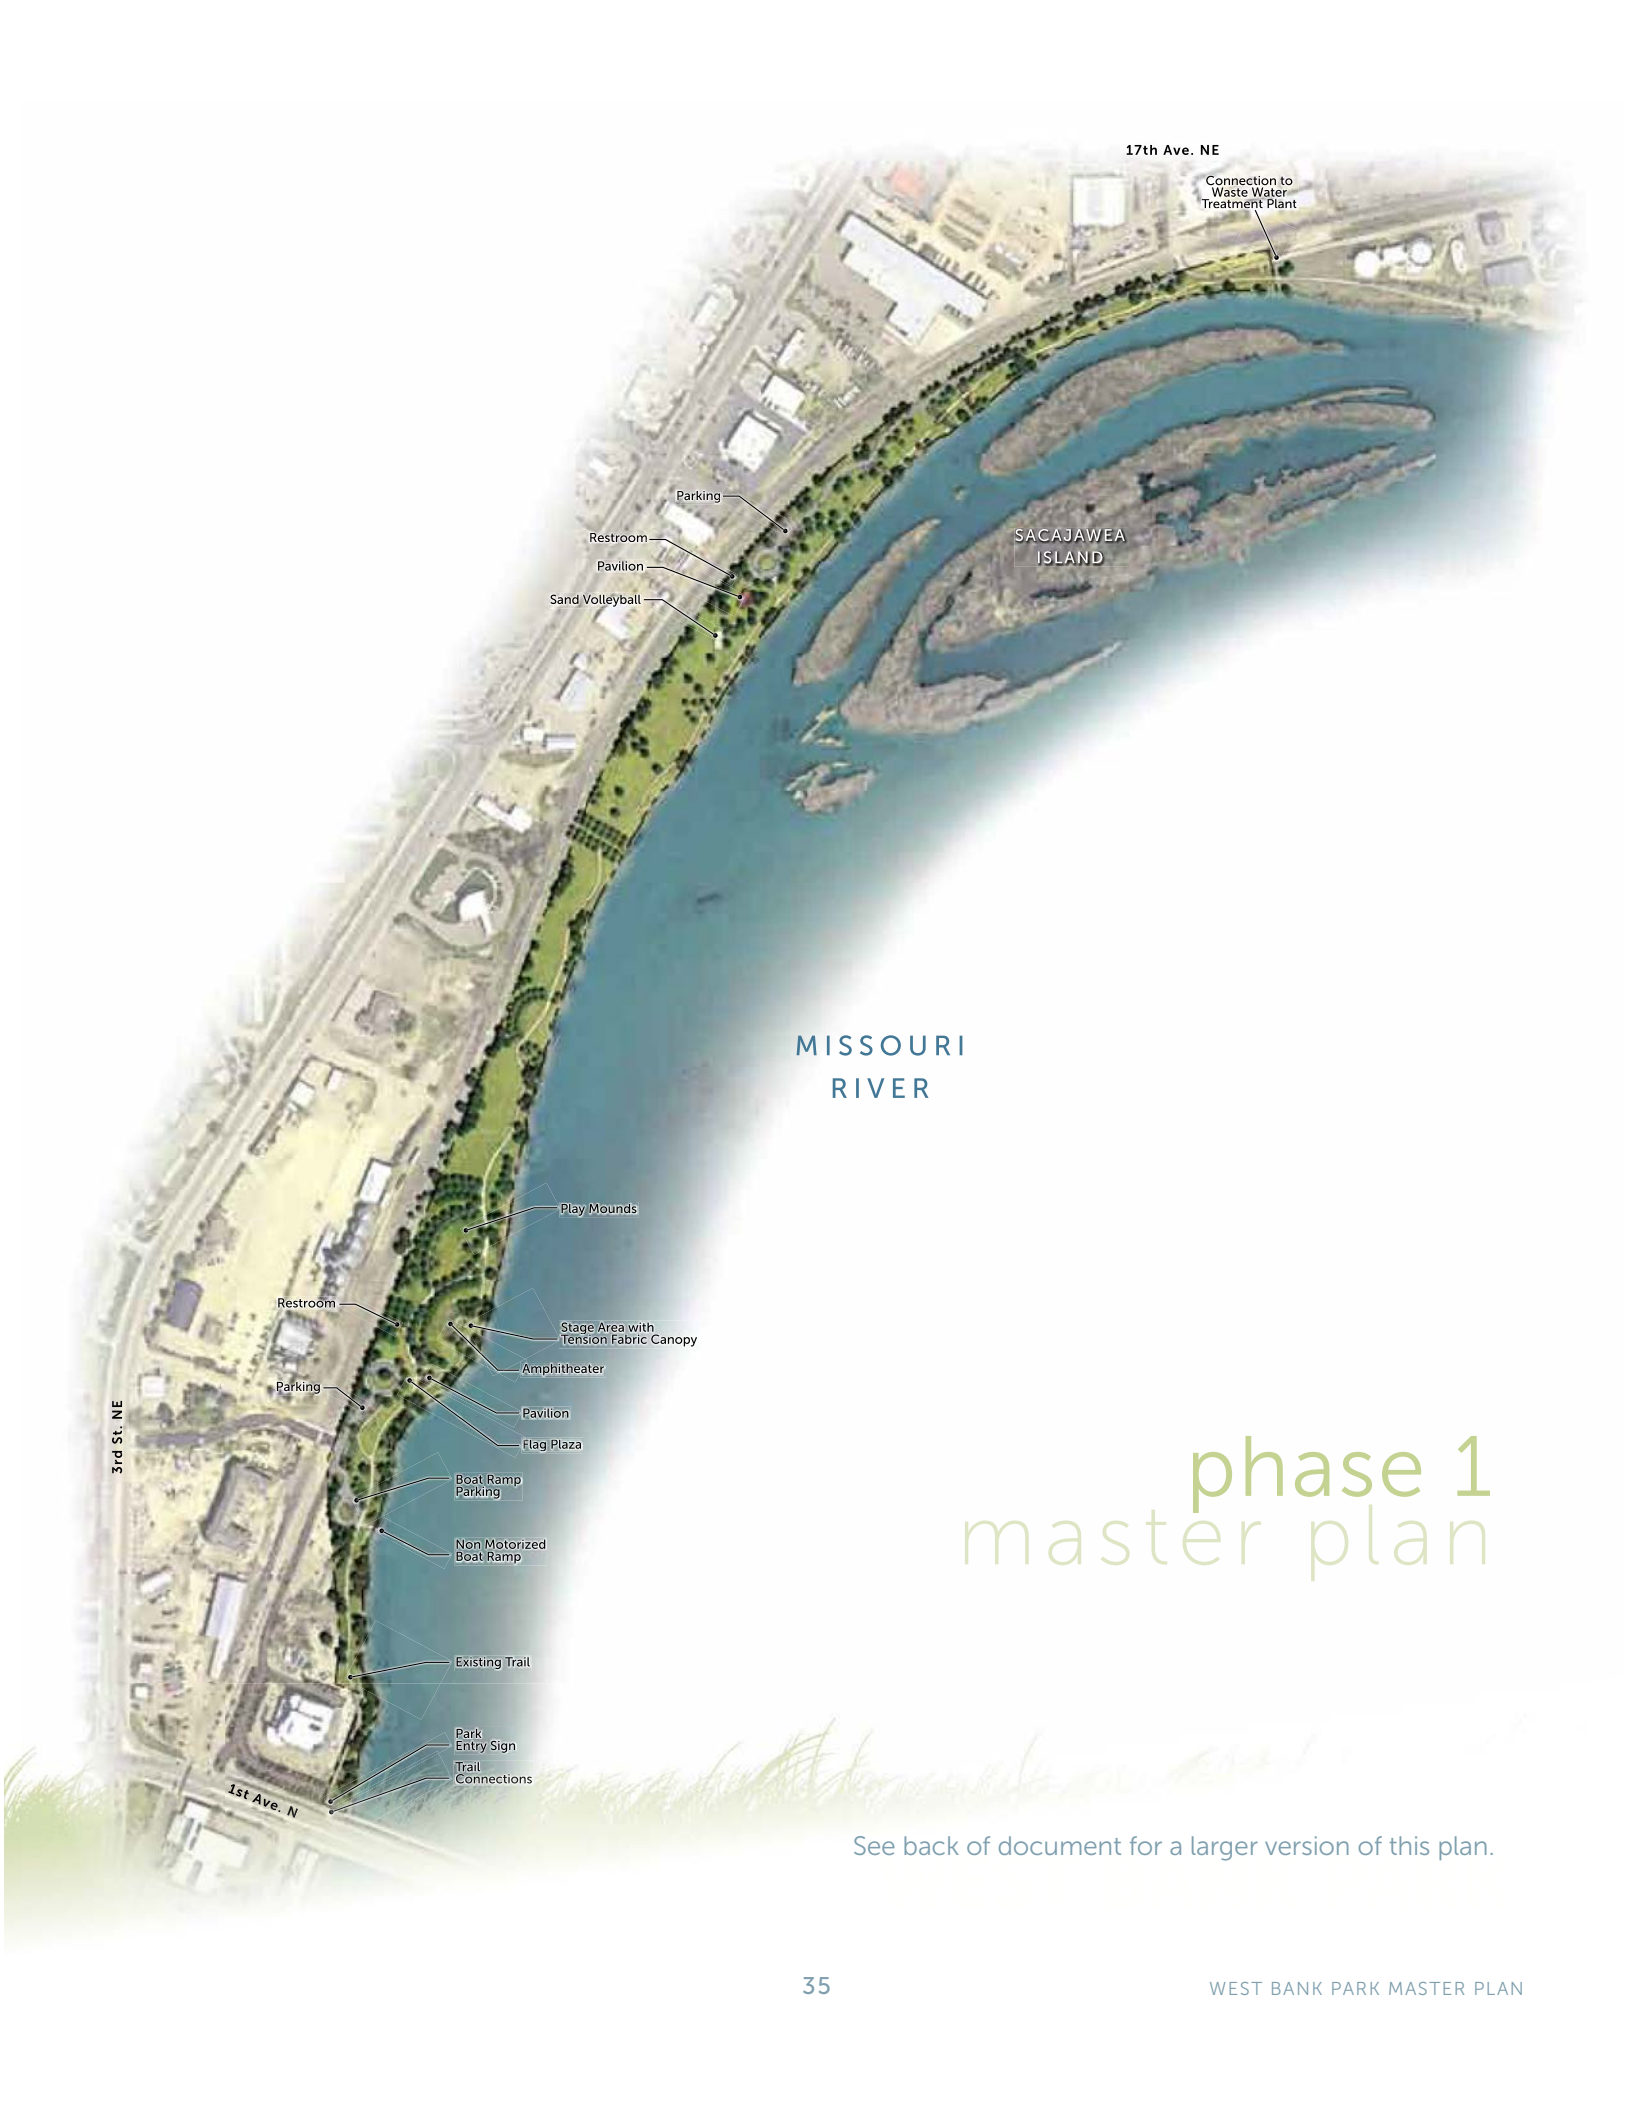 17th Ave. NE
Connection to
Waste Water
Treatment Plant
Parking
Restroom
Pavilion
Sand Volleyball
SACAJAWEA
ISLAND
MISSOURI
RIVER
Play Mounds
Restroom
Stage Area with
Tension Fabric Canopy
Amphitheater
Parking
Pavilion
3rd St. NE
Flag Plaza
phase 1
master plan
Boat Ramp
Parking
Non Motorized
Boat Ramp
Existing Trail
Park
Entry Sign
Trail
Connections
1st Ave. N
See back of document for a larger version of this plan.
35
WEST BANK PARK MASTER PLAN